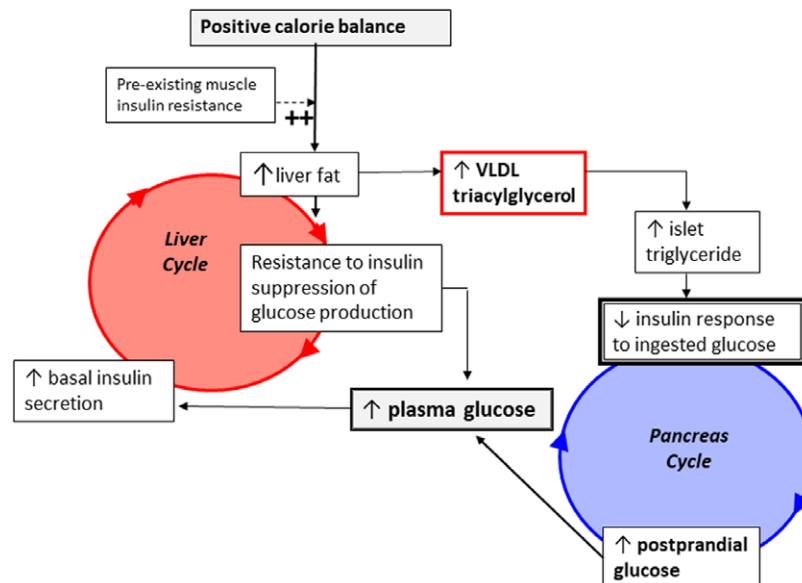 Positive calorie balance
Pre-existing muscle
insulin resistance
++
↑ liver fat
↑ VLDL
triacylglycerol
Liver
Cycle
↑ islet
triglyceride
Resistance to insulin
suppression of
glucose production
↓ insulin response
to ingested glucose
↑ basal insulin
secretion
↑ plasma glucose
Pancreas
Cycle
↑ postprandial
glucose